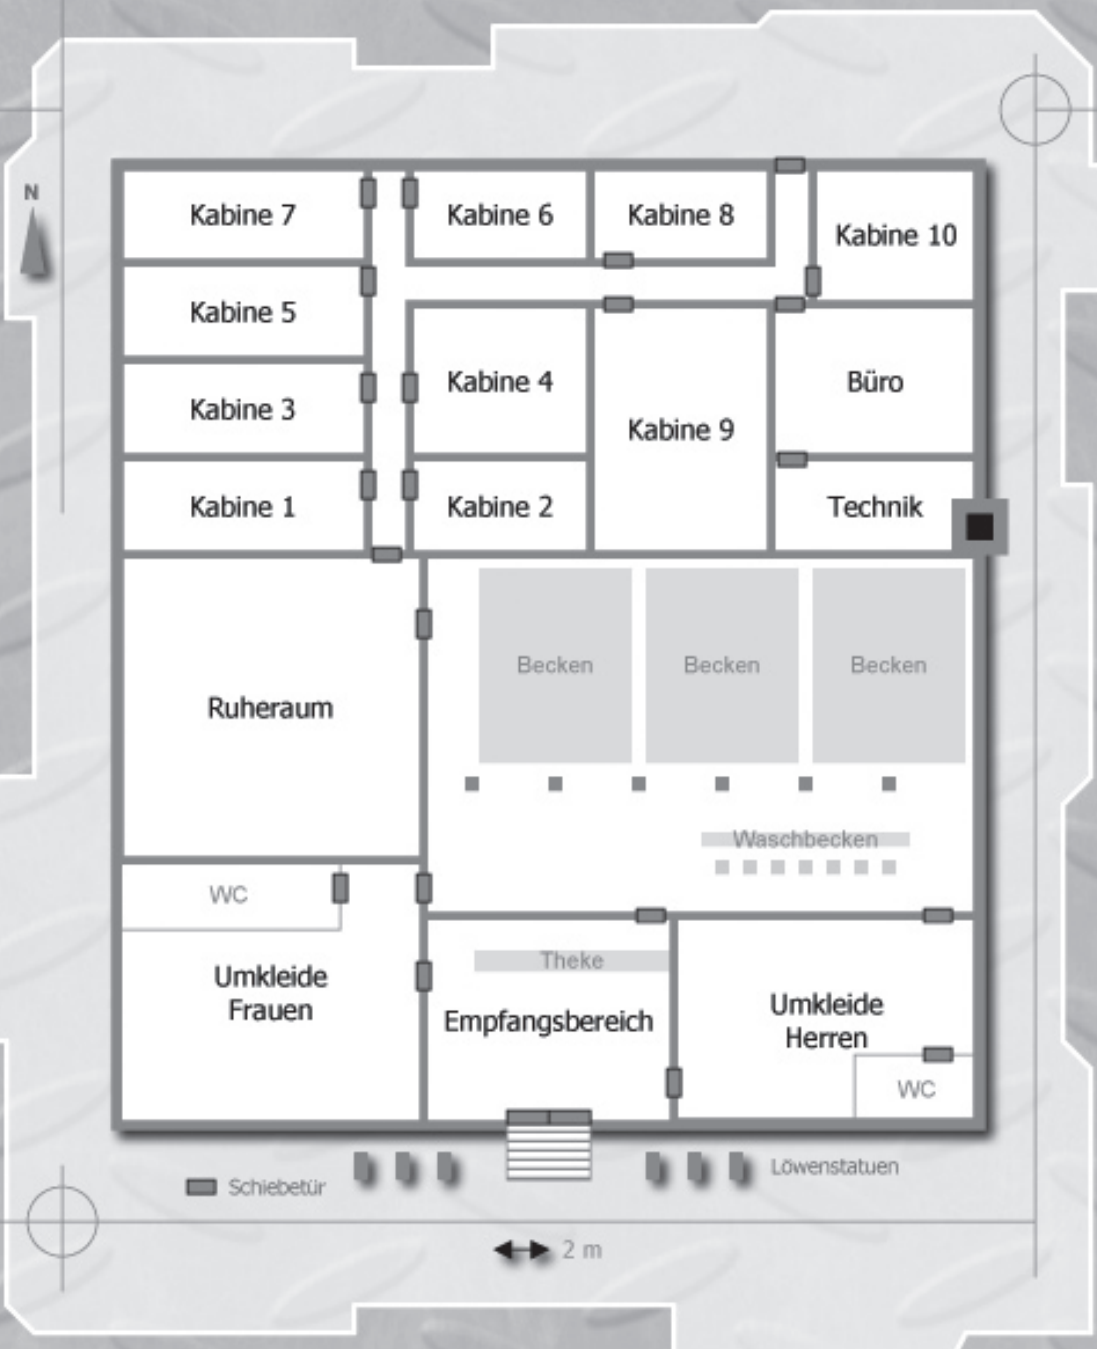 N
Kabine 7
Kabine 6
Kabine 8
Kabine 10
Kabine 5
Kabine 4
Büro
Kabine 3
Kabine 9
Kabine 1
Kabine 2
Technik
Becken
Becken
Becken
Ruheraum
Waschbecken
WC
Umkleide
Frauen
Theke
Empfangsbereich
Umkleide
Herren
WC
Schiebetür
Löwenstatuen
2 m